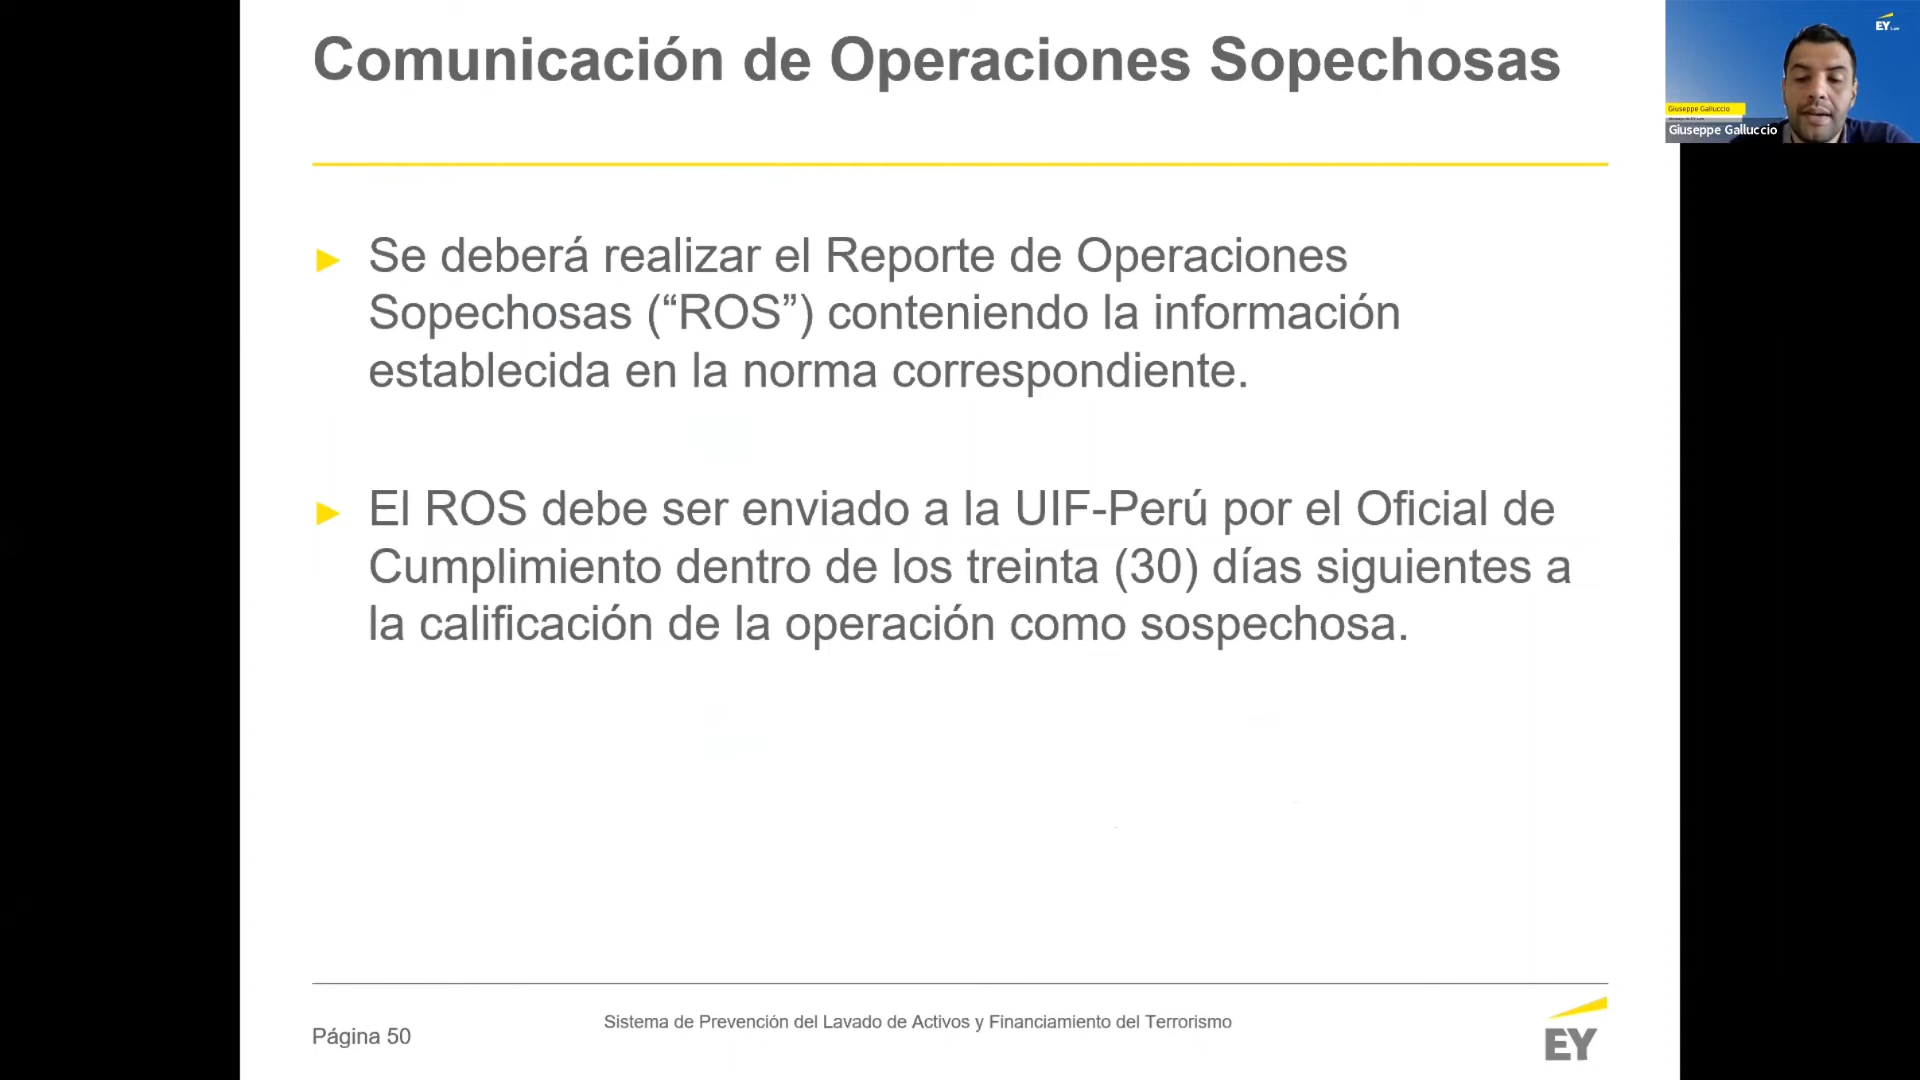 Comunicación de Operaciones Sopechosas
EY
Giuseppe Galluccio
Giuseppe Galluccio
► Se deberá realizar el Reporte de Operaciones
Sopechosas (“ROS”) conteniendo la información
establecida en la norma correspondiente.
► El ROS debe ser enviado a la UIF-Perú por el Oficial de
Cumplimiento dentro de los treinta (30) días siguientes a
la calificación de la operación como sospechosa.
Página 50
Sistema de Prevención del Lavado de Activos y Financiamiento del Terrorismo
EY